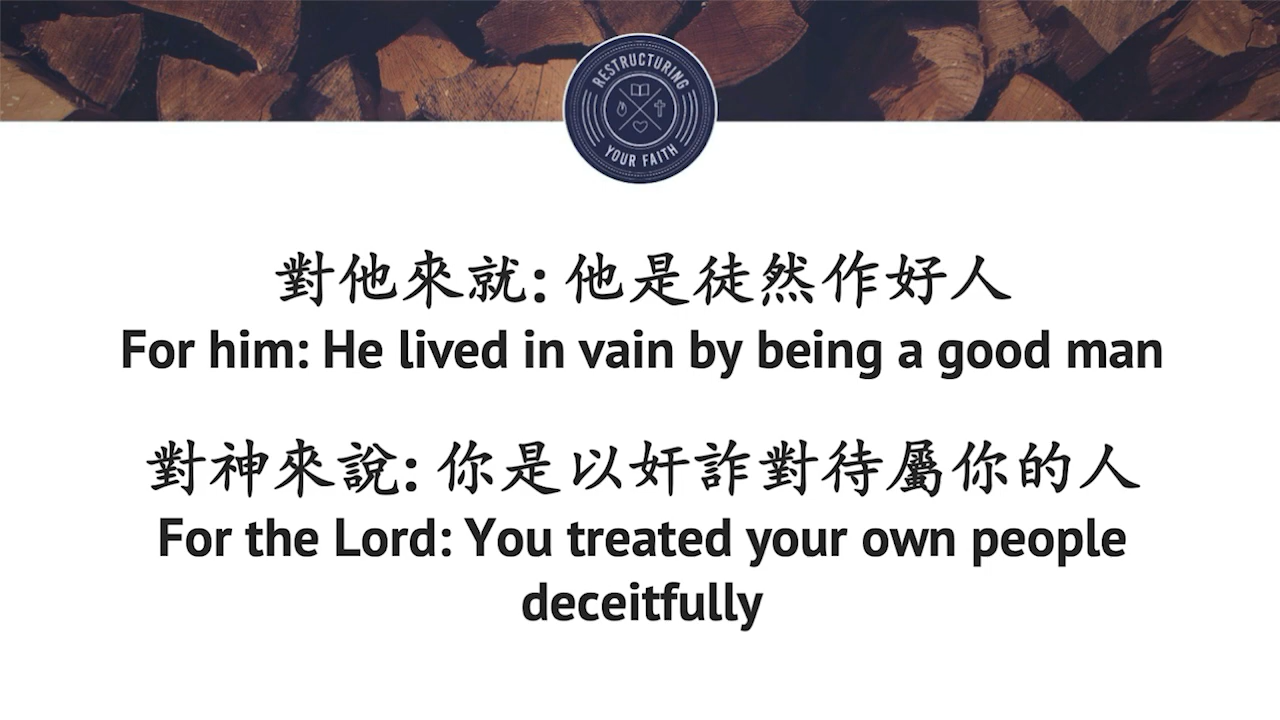 RESTRUCTURING
YOUR FAITH
對他來就: 他是徒然作好人
For him: He lived in vain by being a good man
對神來說: 你是以奸詐對待屬你的人
For the Lord: You treated your own people
deceitfully